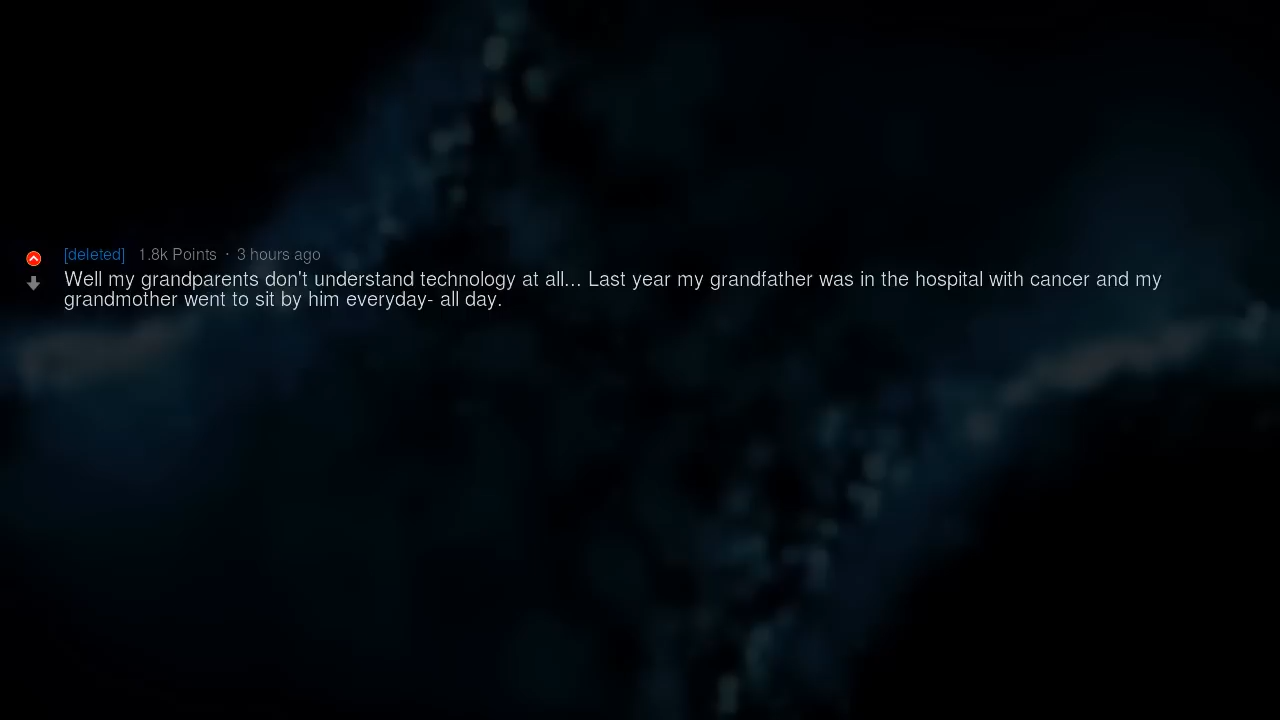 [deleted] 1.8k Points · 3 hours ago
Well my grandparents don't understand technology at all... Last year my grandfather was in the hospital with cancer and my
grandmother went to sit by him everyday- all day.